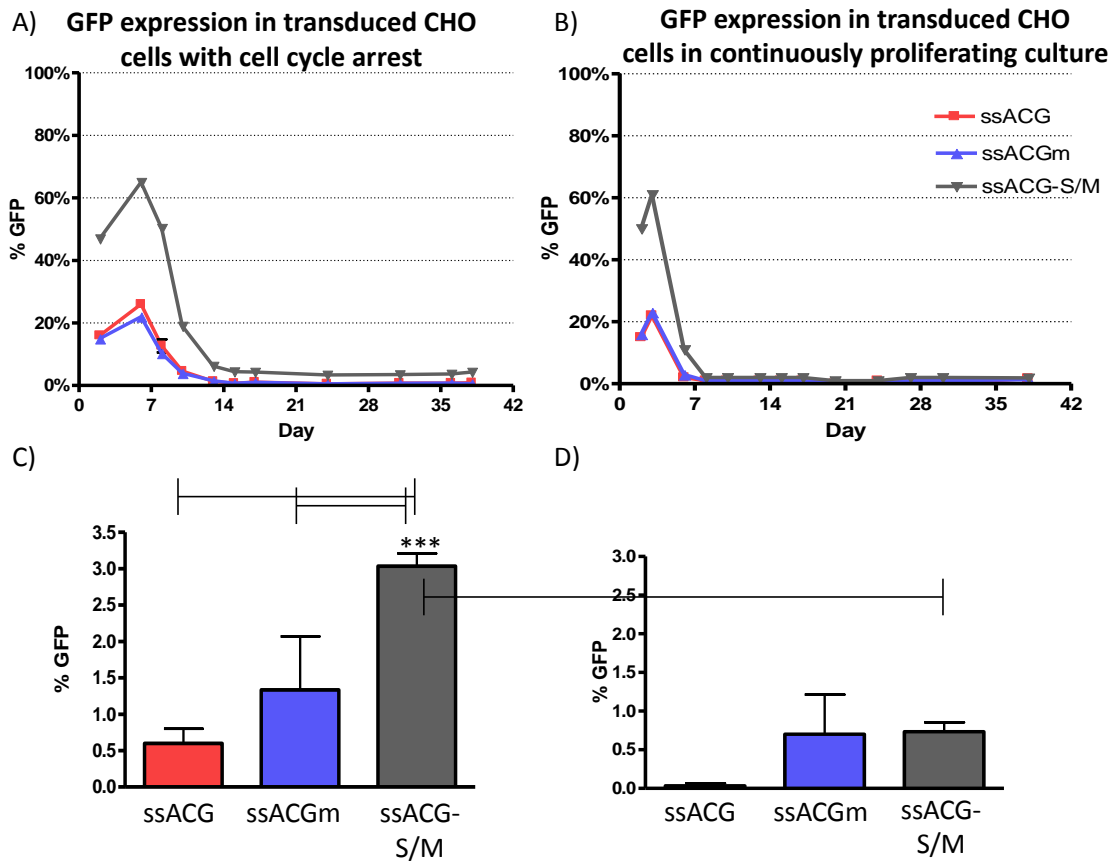 A)
GFP expression in transduced CHO
cells with cell cycle arrest
100%
80%
60%
40%
20%
0%
% GFP
0 7 14 21 28 35 42
Day
B)
GFP expression in transduced CHO
cells in continuously proliferating culture
100%
80%
60%
40%
20%
0%
% GFP
0 7 14 21 28 35 42
Day
ssACG
ssACGm
ssACG-S/M
C)
3.5
3.0
2.5
2.0
1.5
1.0
0.5
0.0
% GFP
***
ssACG ssACGm ssACG-
S/M
D)
3.0
2.5
2.0
1.5
1.0
0.5
0.0
% GFP
ssACG ssACGm ssACG-
S/M